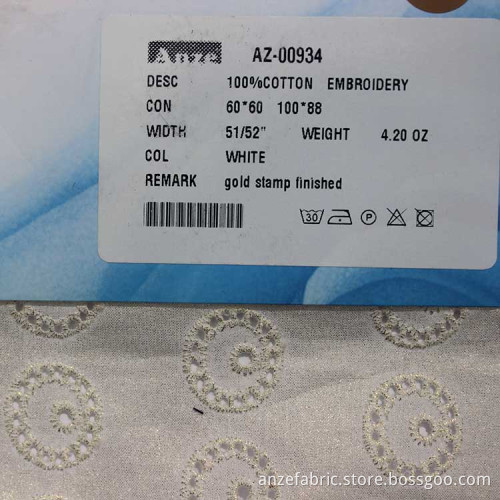 Anze AZ-00934
DESC 100%COTTON EMBROIDERY
CON 60*60 100*88
WIDTH 51/52" WEIGHT 4.20 OZ
COL WHITE
REMARK gold stamp finished
30 P
anzefabric.store.bossgoo.com